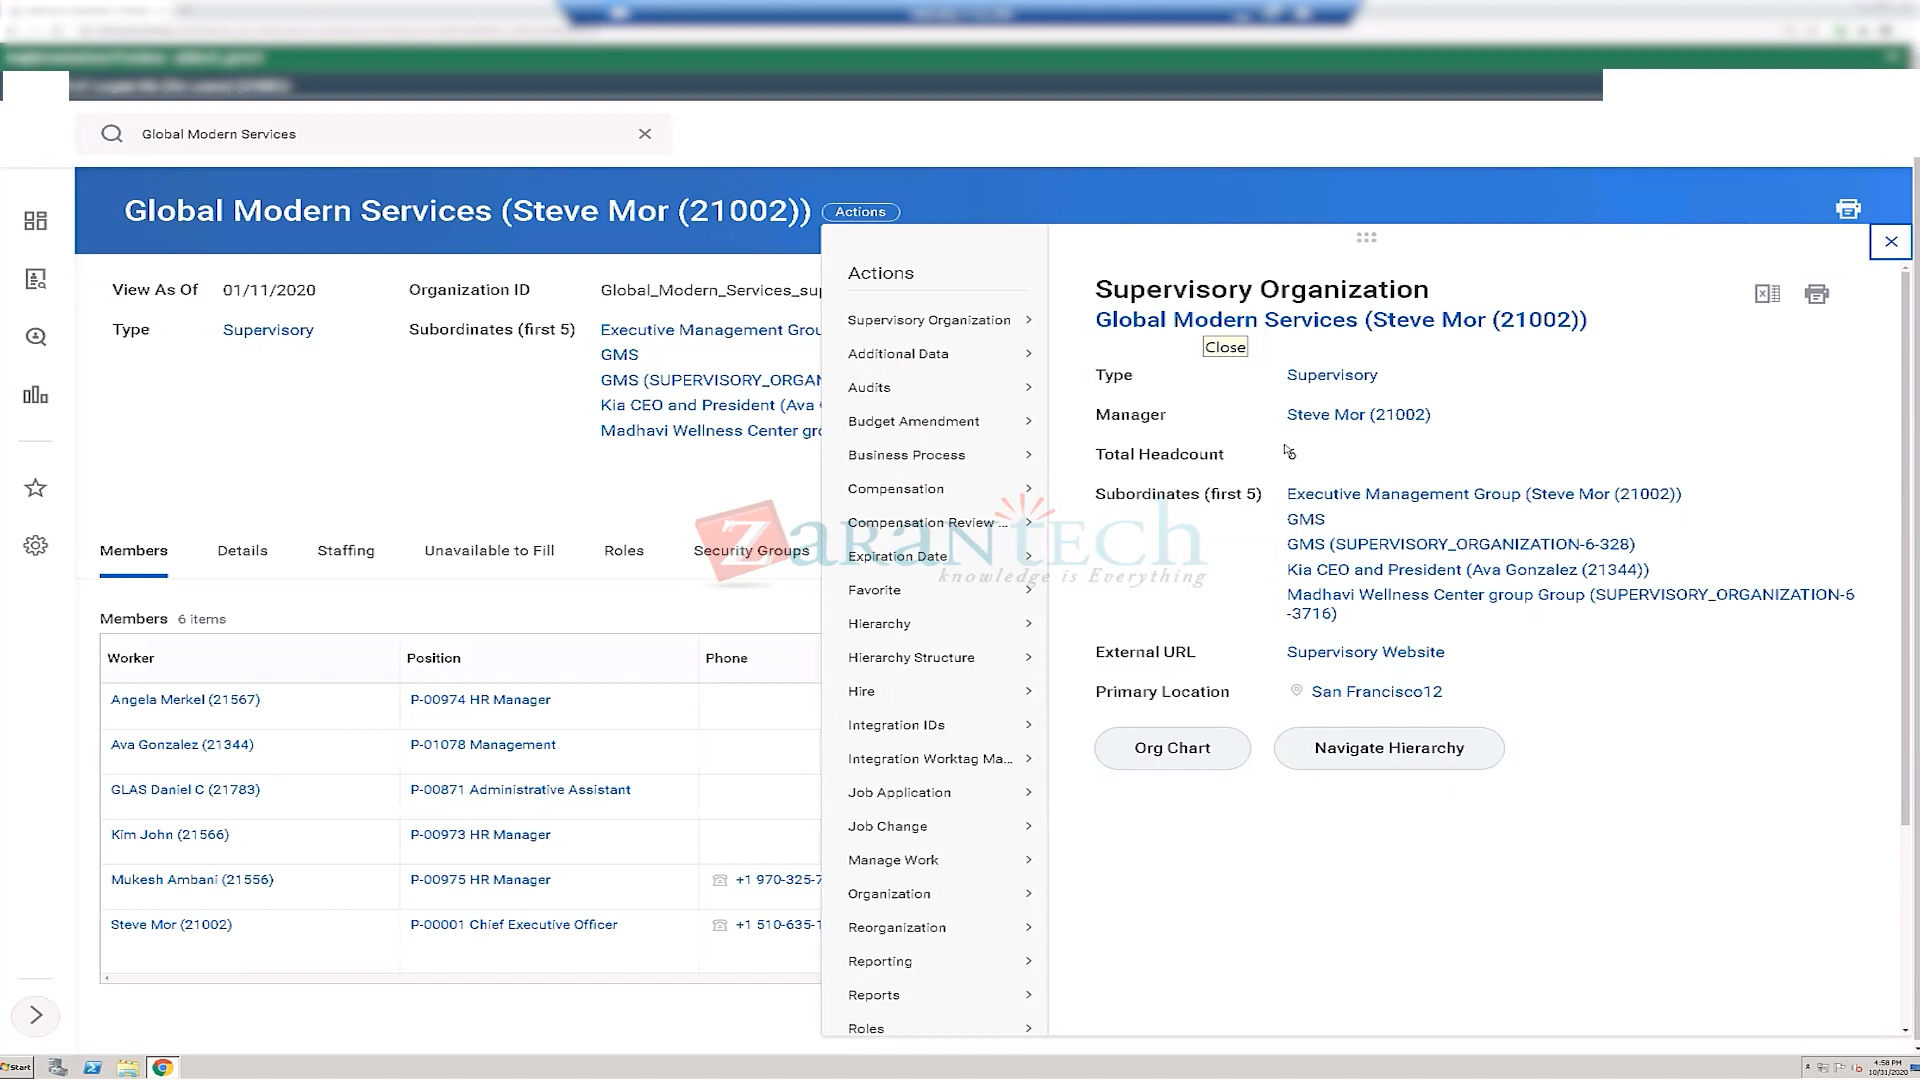 Global Modern Services
Global Modern Services (Steve Mor (21002))
Actions
View As Of 01/11/2020
Organization ID Global_Modern_Services_sup
Type Supervisory
Subordinates (first 5) Executive Management Grou
GMS
GMS (SUPERVISORY_ORGAN
Kia CEO and President (Ava
Madhavi Wellness Center gr
Members Details Staffing Unavailable to Fill Roles Security Groups
Members 6 items
Worker Position Phone
Angela Merkel (21567) P-00974 HR Manager
Ava Gonzalez (21344) P-01078 Management
GLAS Daniel C (21783) P-00871 Administrative Assistant
Kim John (21566) P-00973 HR Manager
Mukesh Ambani (21556) P-00975 HR Manager +1 970-325-7
Steve Mor (21002) P-00001 Chief Executive Officer +1 510-635-1
Actions
Supervisory Organization
Additional Data
Audits
Budget Amendment
Business Process
Compensation
Compensation Review ...
Expiration Date
Favorite
Hierarchy
Hierarchy Structure
Hire
Integration IDs
Integration Worktag Ma...
Job Application
Job Change
Manage Work
Organization
Reorganization
Reporting
Reports
Roles
Supervisory Organization
Global Modern Services (Steve Mor (21002))
Close
Type Supervisory
Manager Steve Mor (21002)
Total Headcount 6
Subordinates (first 5) Executive Management Group (Steve Mor (21002))
GMS
GMS (SUPERVISORY_ORGANIZATION-6-328)
Kia CEO and President (Ava Gonzalez (21344))
Madhavi Wellness Center group Group (SUPERVISORY_ORGANIZATION-6
-3716)
External URL Supervisory Website
Primary Location San Francisco12
Org Chart Navigate Hierarchy
ZaranTech
knowledge is Everything
Start
4:58 PM
10/31/2020